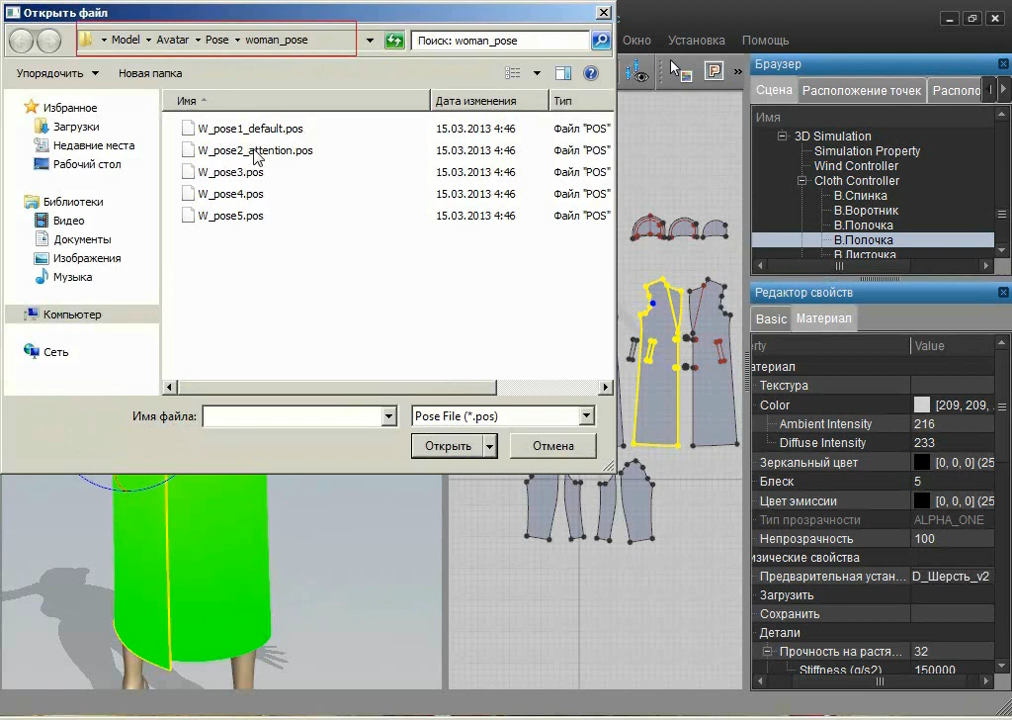 Открыть файл
Model Avatar Pose woman_pose
Поиск: woman_pose
Окно Установка Помощь
Упорядочить Новая папка
P »
Избранное
Загрузки
Недавние места
Рабочий стол
Библиотеки
Видео
Документы
Изображения
Музыка
Компьютер
Сеть
Имя Дата изменения Тип
W_pose1_default.pos 15.03.2013 4:46 Файл "POS"
W_pose2_attention.pos 15.03.2013 4:46 Файл "POS"
W_pose3.pos 15.03.2013 4:46 Файл "POS"
W_pose4.pos 15.03.2013 4:46 Файл "POS"
W_pose5.pos 15.03.2013 4:46 Файл "POS"
Имя файла: Pose File (*.pos)
Открыть Отмена
Браузер
Сцена Расположение точек Располо
Имя
3D Simulation
Simulation Property
Wind Controller
Cloth Controller
В.Спинка
В.Воротник
В.Полочка
В.Полочка
В.Листочка
Редактор свойств
Basic Материал
rty Value
атериал
Текстура
Color [209, 209,
Ambient Intensity 216
Diffuse Intensity 233
Зеркальный цвет [0, 0, 0] (25
Блеск 5
Цвет эмиссии [0, 0, 0] (25
Тип прозрачности ALPHA_ONE
Непрозрачность 100
изические свойства
Предварительная устан... D_Шерсть_v2
Загрузить
Сохранить
Детали
Прочность на растя... 32
Stiffness (g/s2) 150000